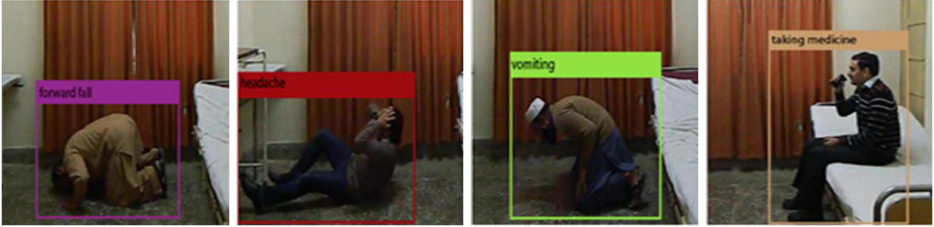 forward fall
headache
vomiting
taking medicine